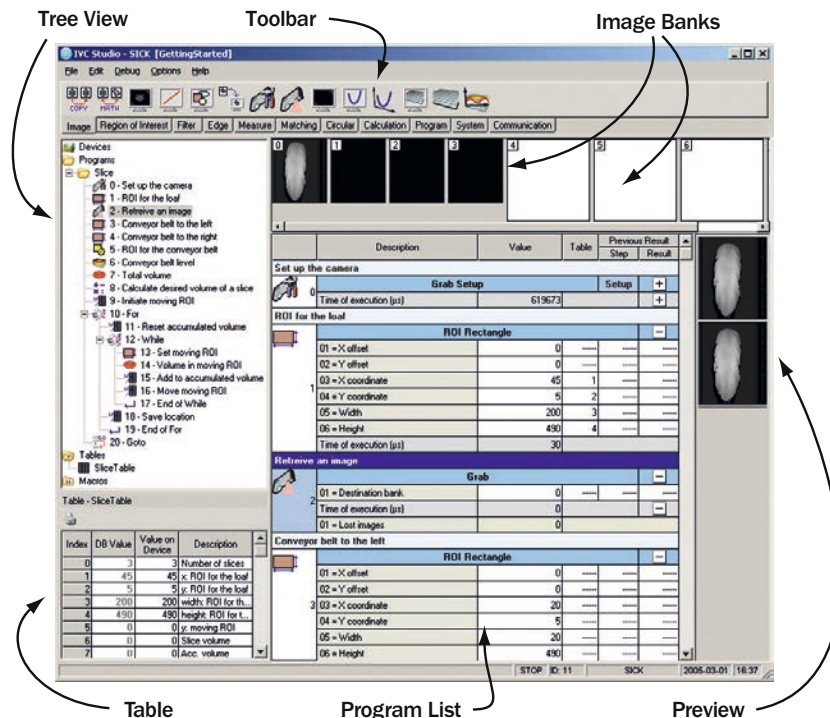 Tree View
Toolbar
Image Banks
IVC Studio - SICK [GettingStarted]
File Edit Debug Options Help
COPY MATH
Image Region of Interest Filter Edge Measure Matching Circular Calculation Program System Communication
Devices
Programs
Slice
0 - Set up the camera
1 - ROI for the loaf
2 - Retreive an image
3 - Conveyor belt to the left
4 - Conveyor belt to the right
5 - ROI for the conveyor belt
6 - Conveyor belt level
7 - Total volume
8 - Calculate desired volume of a slice
9 - Initiate moving ROI
10 - For
11 - Reset accumulated volume
12 - While
13 - Set moving ROI
14 - Volume in moving ROI
15 - Add to accumulated volume
16 - Move moving ROI
17 - End of While
18 - Save location
19 - End of For
20 - Goto
Tables
SliceTable
Macros
Table - SliceTable
Index DB Value Value on Device Description
0 3 3 Number of slices
1 45 45 x: ROI for the loaf
2 5 5 y: ROI for the loaf
3 200 200 width: ROI for th...
4 490 490 height: ROI for t...
5 0 0 y: moving ROI
6 0 0 Slice volume
7 0 0 Acc. volume
0 1 2 3 4 5 6
Description Value Table Previous Result
Step Result
Set up the camera
0 Grab Setup Setup +
Time of execution (µs) 619673 +
ROI for the loaf
ROI Rectangle −
01 = X offset 0 ...... ...... ......
02 = Y offset 0 ...... ...... ......
1 03 = X coordinate 45 1 ...... ......
04 = Y coordinate 5 2 ...... ......
05 = Width 200 3 ...... ......
06 = Height 490 4 ...... ......
Time of execution (µs) 30
Retreive an image
Grab −
2 01 = Destination bank 0 ...... ...... ......
Time of execution (µs) 0 −
01 = Lost images 0
Conveyor belt to the left
ROI Rectangle −
01 = X offset 0 ...... ...... ......
02 = Y offset 0 ...... ...... ......
3 03 = X coordinate 20 ...... ...... ......
04 = Y coordinate 5 ...... ...... ......
05 = Width 20 ...... ...... ......
06 = Height 490 ...... ...... ......
STOP ID: 11 SICK 2005-03-01 16:37
Table
Program List
Preview